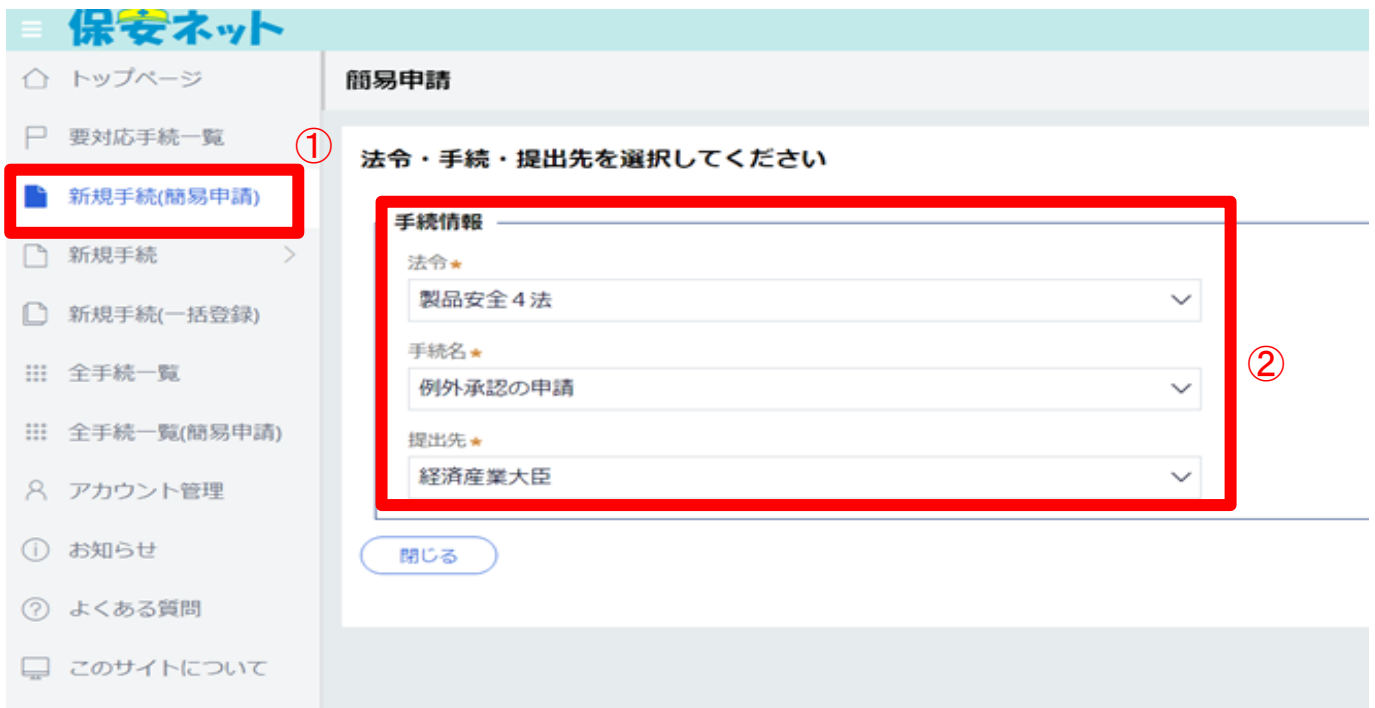 保安ネット
トップページ
要対応手続一覧
①
新規手続(簡易申請)
新規手続
新規手続(一括登録)
全手続一覧
全手続一覧(簡易申請)
アカウント管理
お知らせ
よくある質問
このサイトについて
簡易申請
法令・手続・提出先を選択してください
手続情報
法令★
製品安全4法
手続名★
例外承認の申請
②
提出先★
経済産業大臣
閉じる